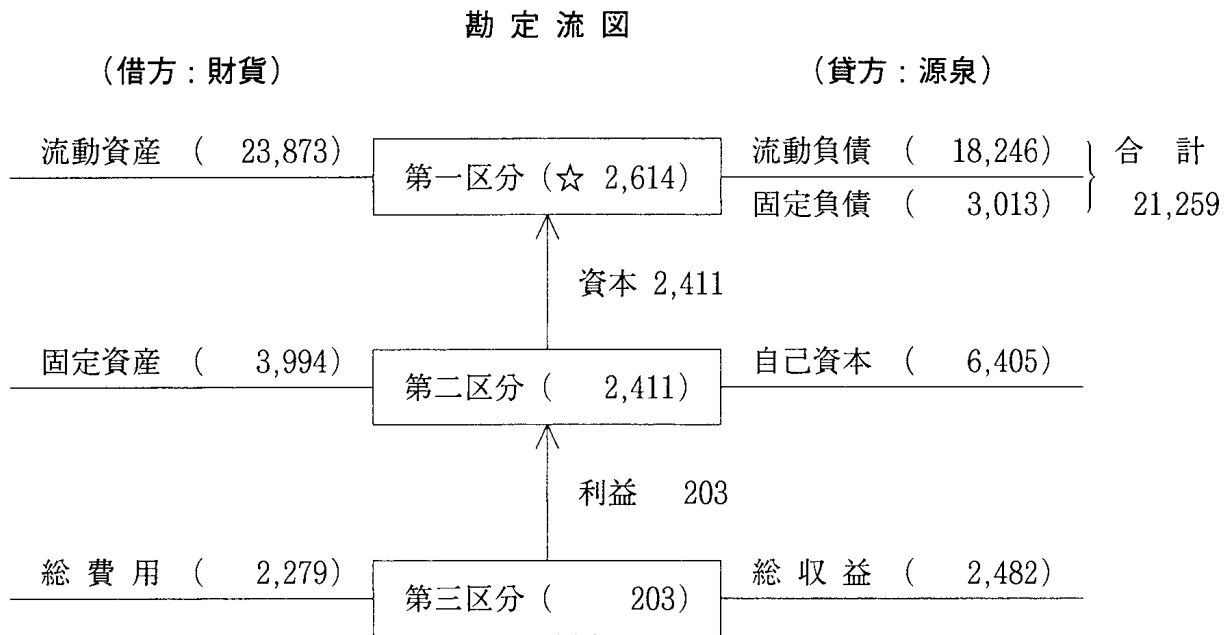 勘定流図
（借方：財貨）　（貸方：源泉）
流動資産 （ 23,873） 第一区分（☆ 2,614） 流動負債 （ 18,246） 合計
固定負債 （ 3,013） 21,259
資本 2,411
固定資産 （ 3,994） 第二区分（ 2,411） 自己資本 （ 6,405）
利益 203
総費用 （ 2,279） 第三区分（ 203） 総収益 （ 2,482）